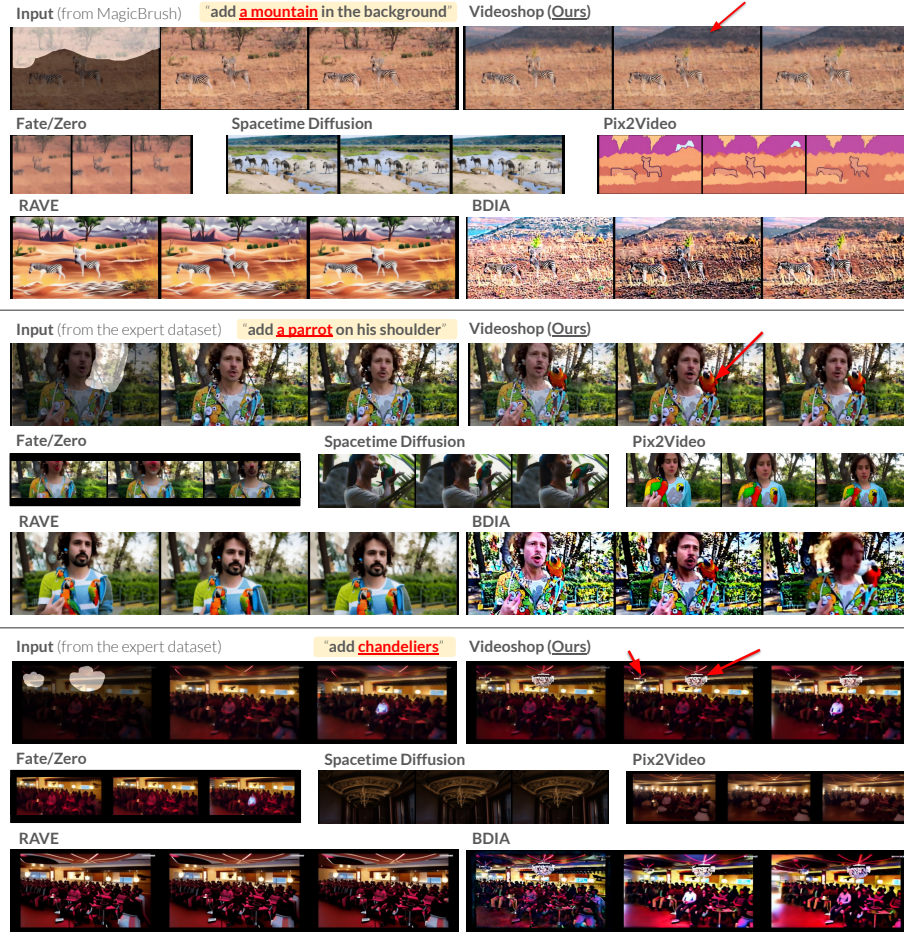 Input (from MagicBrush)
"add a mountain in the background"
Videoshop (Ours)
Fate/Zero
Spacetime Diffusion
Pix2Video
RAVE
BDIA
Input (from the expert dataset)
"add a parrot on his shoulder"
Videoshop (Ours)
Fate/Zero
Spacetime Diffusion
Pix2Video
RAVE
BDIA
Input (from the expert dataset)
"add chandeliers"
Videoshop (Ours)
Fate/Zero
Spacetime Diffusion
Pix2Video
RAVE
BDIA